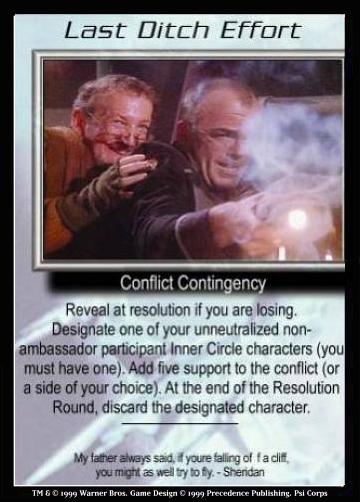 Last Ditch Effort
Conflict Contingency
Reveal at resolution if you are losing.
Designate one of your unneutralized non-
ambassador participant Inner Circle characters (you
must have one). Add five support to the conflict (or
a side of your choice). At the end of the Resolution
Round, discard the designated character.
My father always said, if youre falling of f a cliff,
you might as well try to fly. - Sheridan
TM & © 1999 Warner Bros. Game Design © 1999 Precedence Publishing. Psi Corps